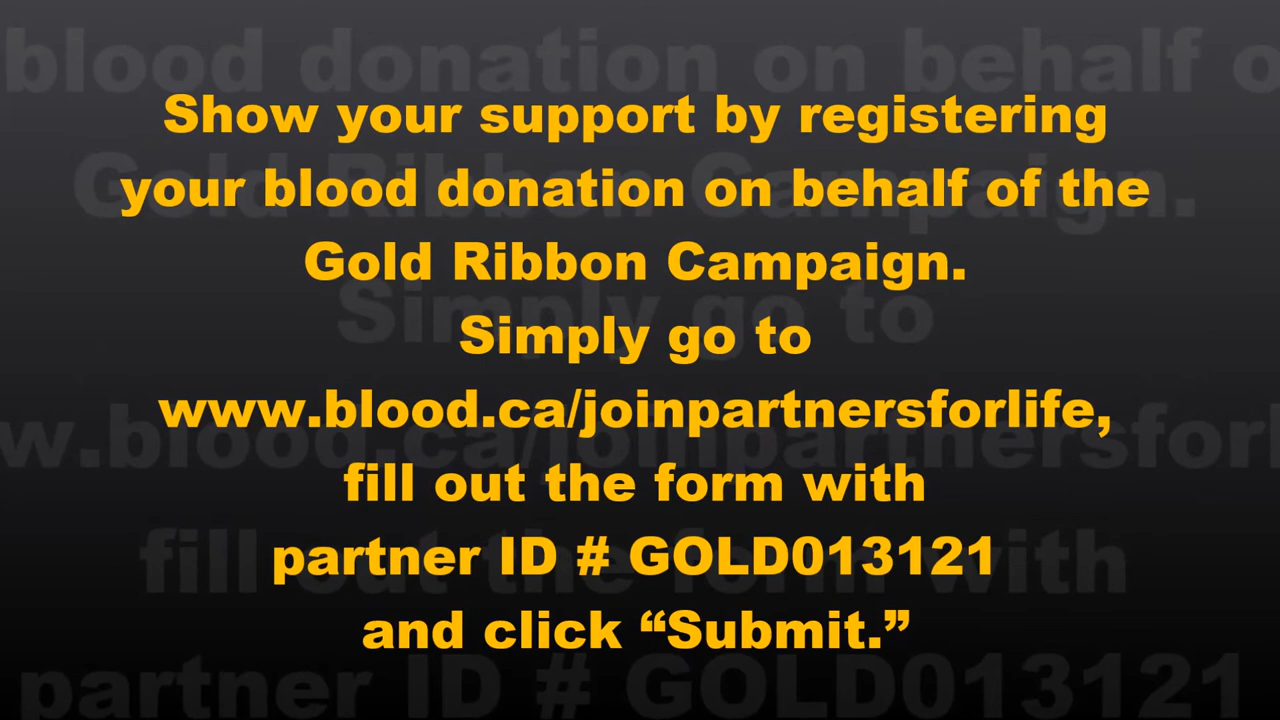 Show your support by registering
your blood donation on behalf of the
Gold Ribbon Campaign.
Simply go to
www.blood.ca/joinpartnersforlife,
fill out the form with
partner ID # GOLD013121
and click “Submit.”